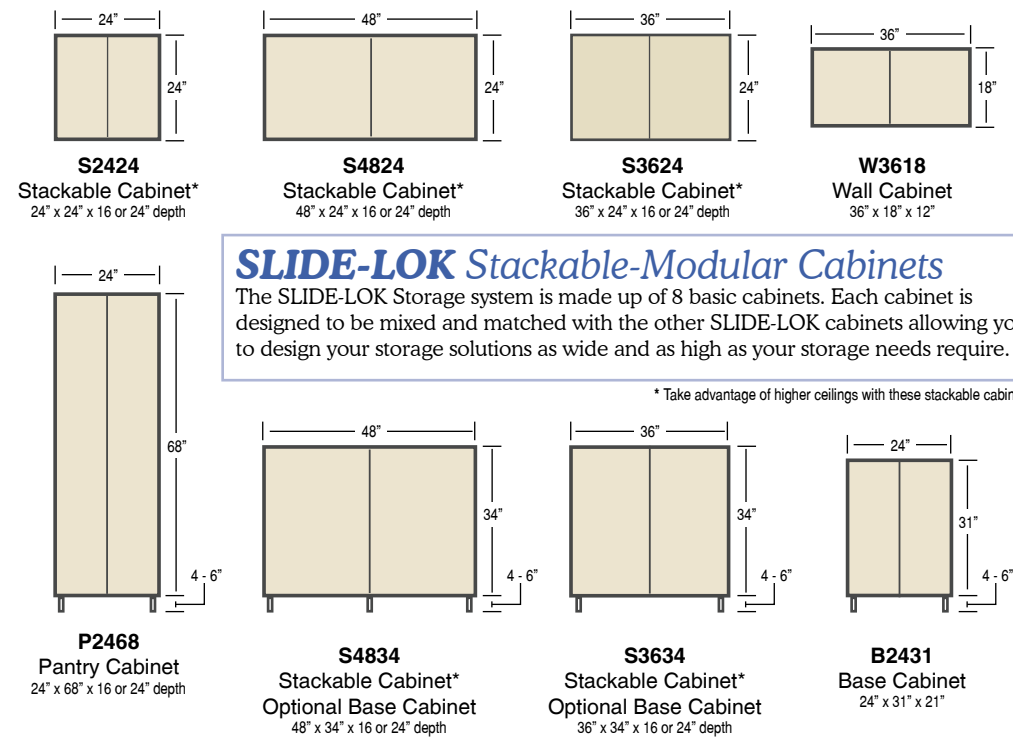 24”
48”
36”
36”
24”
24”
24”
18”
S2424
Stackable Cabinet*
24” x 24” x 16 or 24” depth
S4824
Stackable Cabinet*
48” x 24” x 16 or 24” depth
S3624
Stackable Cabinet*
36” x 24” x 16 or 24” depth
W3618
Wall Cabinet
36” x 18” x 12”
SLIDE-LOK Stackable-Modular Cabinets
The SLIDE-LOK Storage system is made up of 8 basic cabinets. Each cabinet is
designed to be mixed and matched with the other SLIDE-LOK cabinets allowing yo
to design your storage solutions as wide and as high as your storage needs require.
* Take advantage of higher ceilings with these stackable cabin
24”
68”
4 - 6”
P2468
Pantry Cabinet
24” x 68” x 16 or 24” depth
48”
34”
4 - 6”
S4834
Stackable Cabinet*
Optional Base Cabinet
48” x 34” x 16 or 24” depth
36”
34”
4 - 6”
S3634
Stackable Cabinet*
Optional Base Cabinet
36” x 34” x 16 or 24” depth
24”
31”
4 - 6”
B2431
Base Cabinet
24” x 31” x 21”